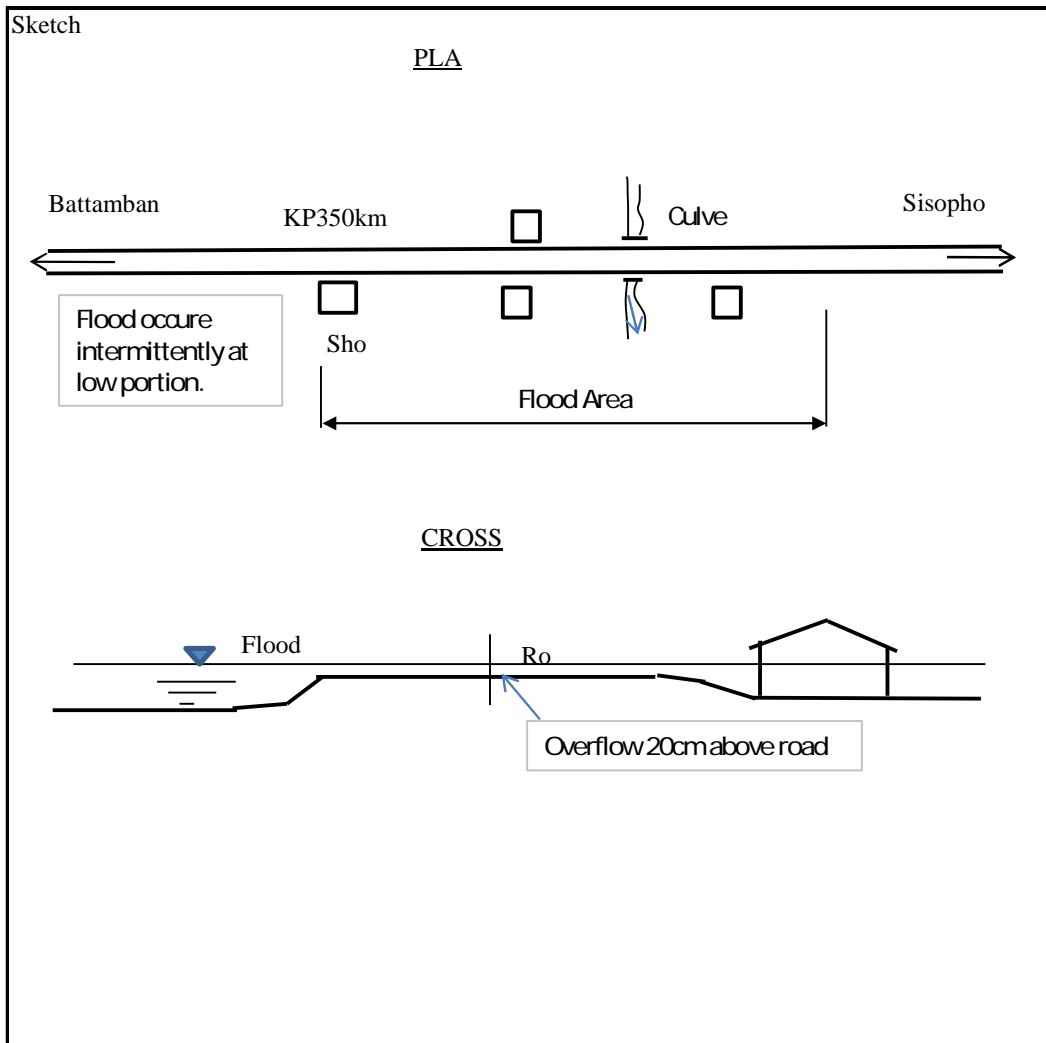 Sketch
PLA
Battamban
KP350km
Culve
Sisopho
Flood occure
intermittently at
low portion.
Sho
Flood Area
CROSS
Flood
Ro
Overflow 20cm above road